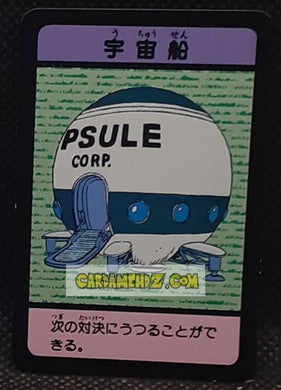 う ちゅう せん
宇宙船
PSULE
CORP.
CARDAMEHDZ.COM
つぎ たいけつ
次の対決にうつることがで
きる。